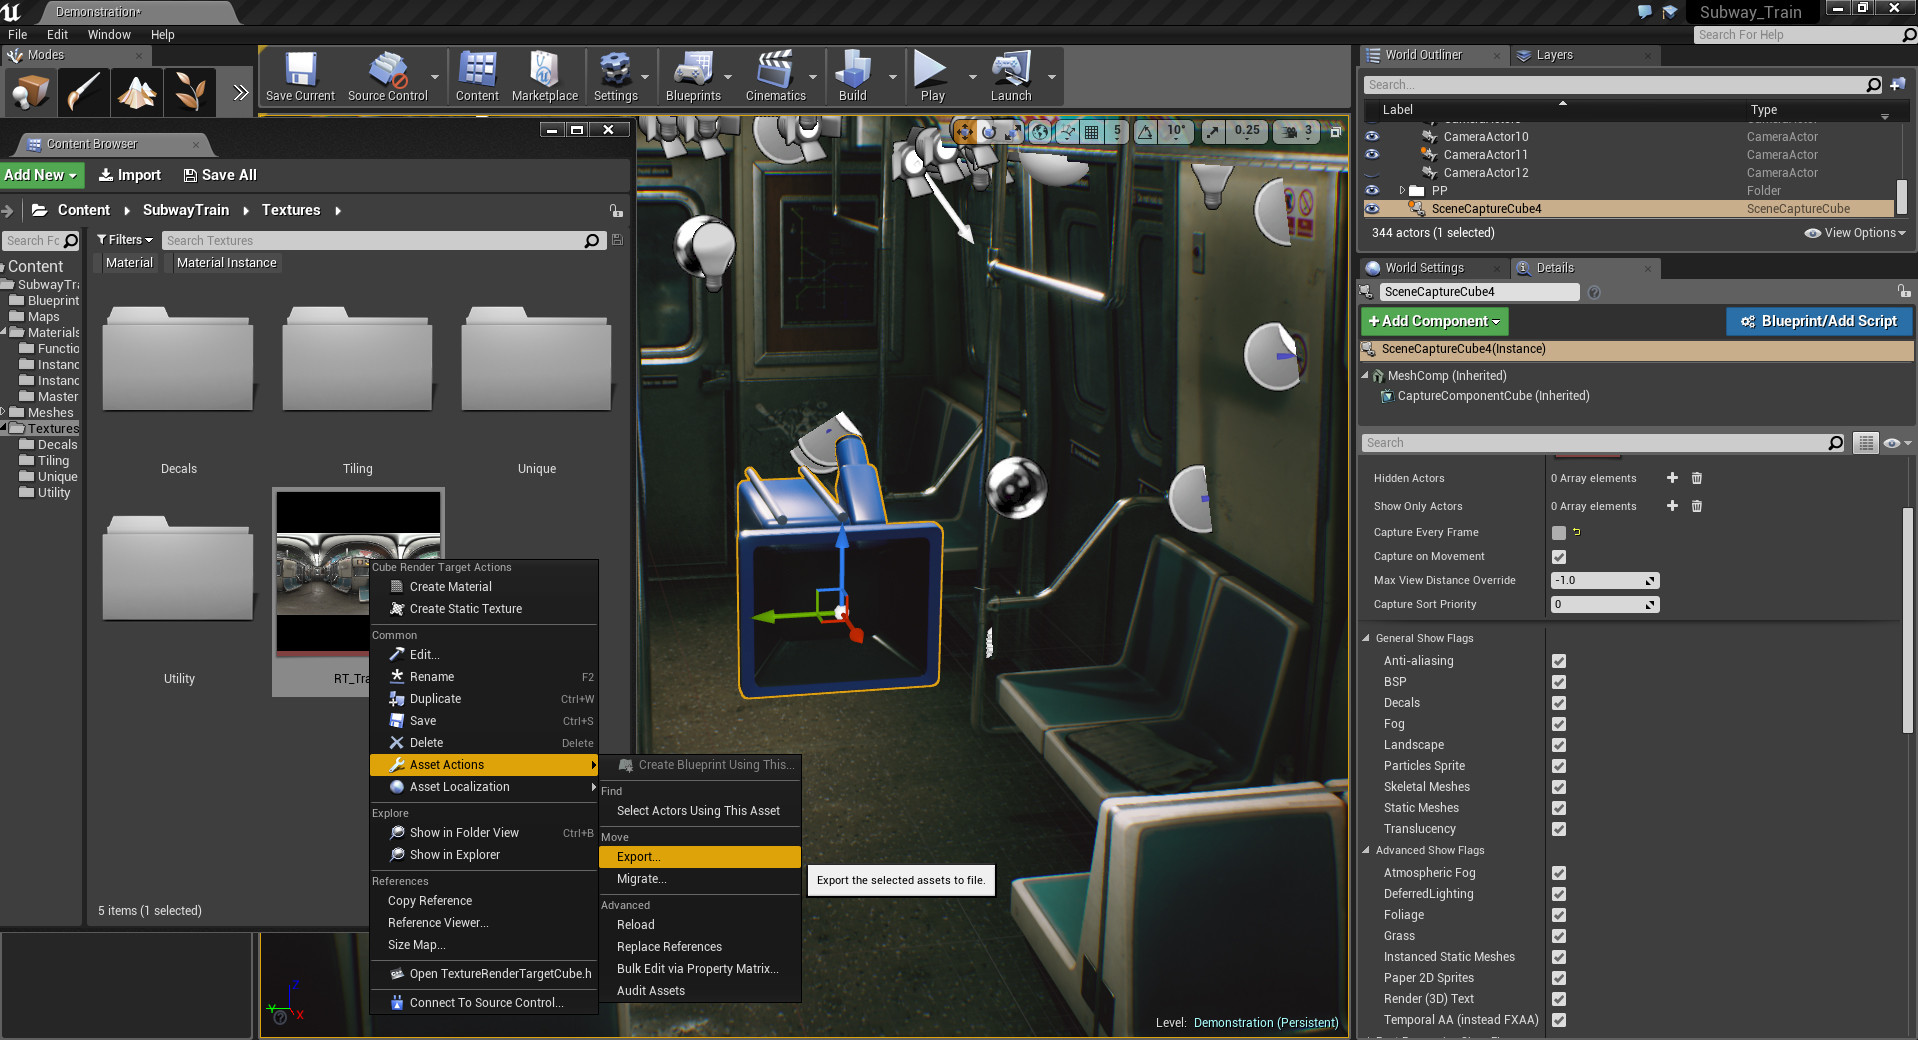 Demonstration*
Subway_Train
File Edit Window Help
Search For Help
Modes
Save Current
Source Control
Content
Marketplace
Settings
Blueprints
Cinematics
Build
Play
Launch
Content Browser
Add New
Import
Save All
Content
SubwayTrain
Textures
Search Fc
Filters
Search Textures
Material
Material Instance
Content
SubwayTr
Blueprint
Maps
Materials
Functio
Instanc
Instanc
Master
Meshes
Textures
Decals
Tiling
Unique
Utility
Decals
Tiling
Unique
Utility
RT_Tra
5 items (1 selected)
Cube Render Target Actions
Create Material
Create Static Texture
Common
Edit...
Rename F2
Duplicate Ctrl+W
Save Ctrl+S
Delete Delete
Asset Actions
Asset Localization
Explore
Show in Folder View Ctrl+B
Show in Explorer
References
Copy Reference
Reference Viewer...
Size Map...
Open TextureRenderTargetCube.h
Connect To Source Control...
Create Blueprint Using This...
Find
Select Actors Using This Asset
Move
Export...
Migrate...
Advanced
Reload
Replace References
Bulk Edit via Property Matrix...
Audit Assets
Export the selected assets to file.
5
10°
0.25
3
Z
Y
X
Level: Demonstration (Persistent)
World Outliner
Layers
Search...
Label Type
CameraActor10 CameraActor
CameraActor11 CameraActor
CameraActor12 CameraActor
PP Folder
SceneCaptureCube4 SceneCaptureCube
344 actors (1 selected)
View Options
World Settings
Details
SceneCaptureCube4
Add Component
Blueprint/Add Script
SceneCaptureCube4(Instance)
MeshComp (Inherited)
CaptureComponentCube (Inherited)
Search
Hidden Actors 0 Array elements
Show Only Actors 0 Array elements
Capture Every Frame
Capture on Movement
Max View Distance Override -1.0
Capture Sort Priority 0
General Show Flags
Anti-aliasing
BSP
Decals
Fog
Landscape
Particles Sprite
Skeletal Meshes
Static Meshes
Translucency
Advanced Show Flags
Atmospheric Fog
DeferredLighting
Foliage
Grass
Instanced Static Meshes
Paper 2D Sprites
Render (3D) Text
Temporal AA (instead FXAA)